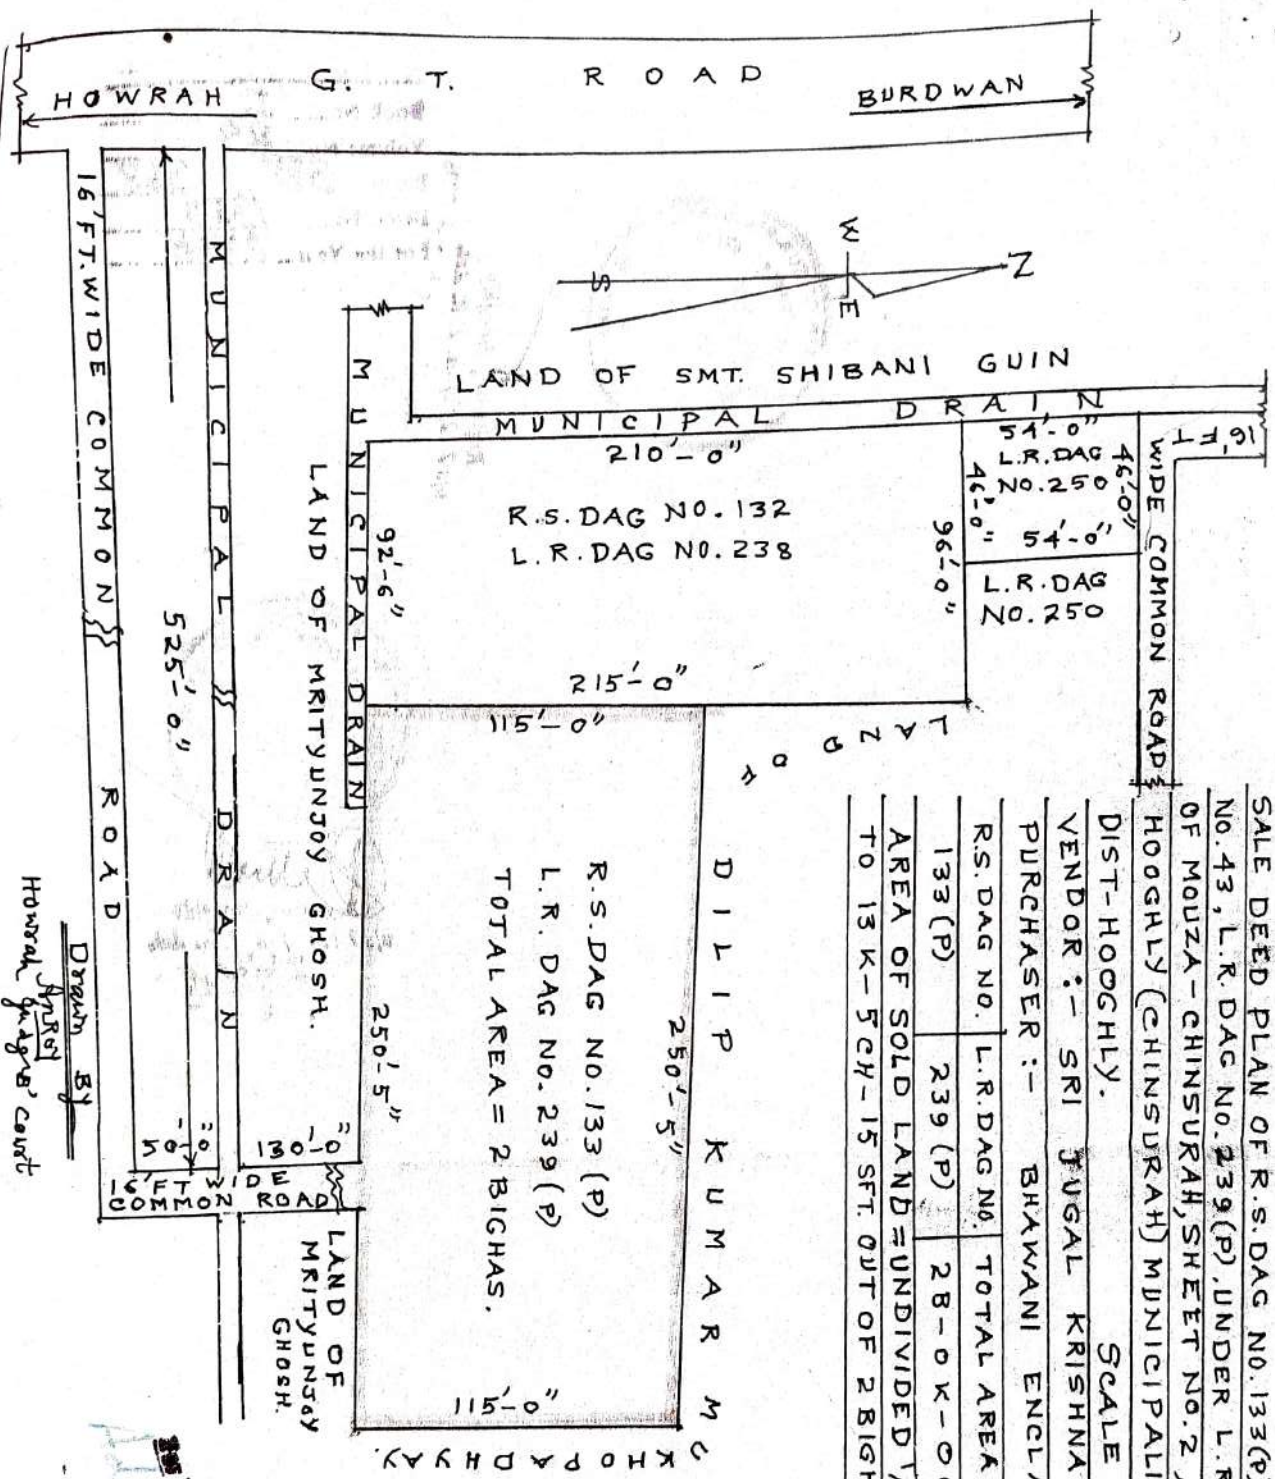 G. T. ROAD
HOWRAH
BURDWAN
16' FT. WIDE COMMON ROAD
MUNICIPAL DRAIN
525'-0"
50'-0"
130'-0"
16' FT WIDE
COMMON ROAD
N
S
W
E
LAND OF SMT. SHIBANI GUIN
MUNICIPAL DRAIN
MUNICIPAL DRAIN
LAND OF MRITYUNJOY GHOSH.
210'-0"
R.S. DAG NO. 132
L.R. DAG NO. 238
92'-6"
96'-0"
215'-0"
54'-0"
L.R. DAG
NO. 250
46'-0"
46'-0"
54'-0"
L.R. DAG
NO. 250
16' FT
WIDE COMMON ROAD
115'-0"
R.S. DAG NO. 133 (P)
L.R. DAG NO. 239 (P)
TOTAL AREA = 2 BIGHAS.
250'-5"
250'-5"
115'-0"
LAND OF
DILIP KUMAR MUKHOPADHYAY.
LAND OF
MRITYUNJOY
GHOSH.
SALE DEED PLAN OF R.S. DAG NO. 133(P)
NO. 43, L.R. DAG NO. 239(P), UNDER L.R
OF MOUZA - CHINSURAH, SHEET NO. 2,
HOOGHLY (CHINSURAH) MUNICIPALI
DIST-HOOGHLY. SCALE
VENDOR :- SRI JUGAL KRISHNA
PURCHASER :- BHAWANI ENCL
R.S. DAG NO. L.R. DAG NO. TOTAL AREA
133 (P) 239 (P) 2B-0K-0
AREA OF SOLD LAND = UNDIVIDED
TO 13 K-5 CH-15 SFT. OUT OF 2 BIGH
Drawn By
Howrah Judges' Court